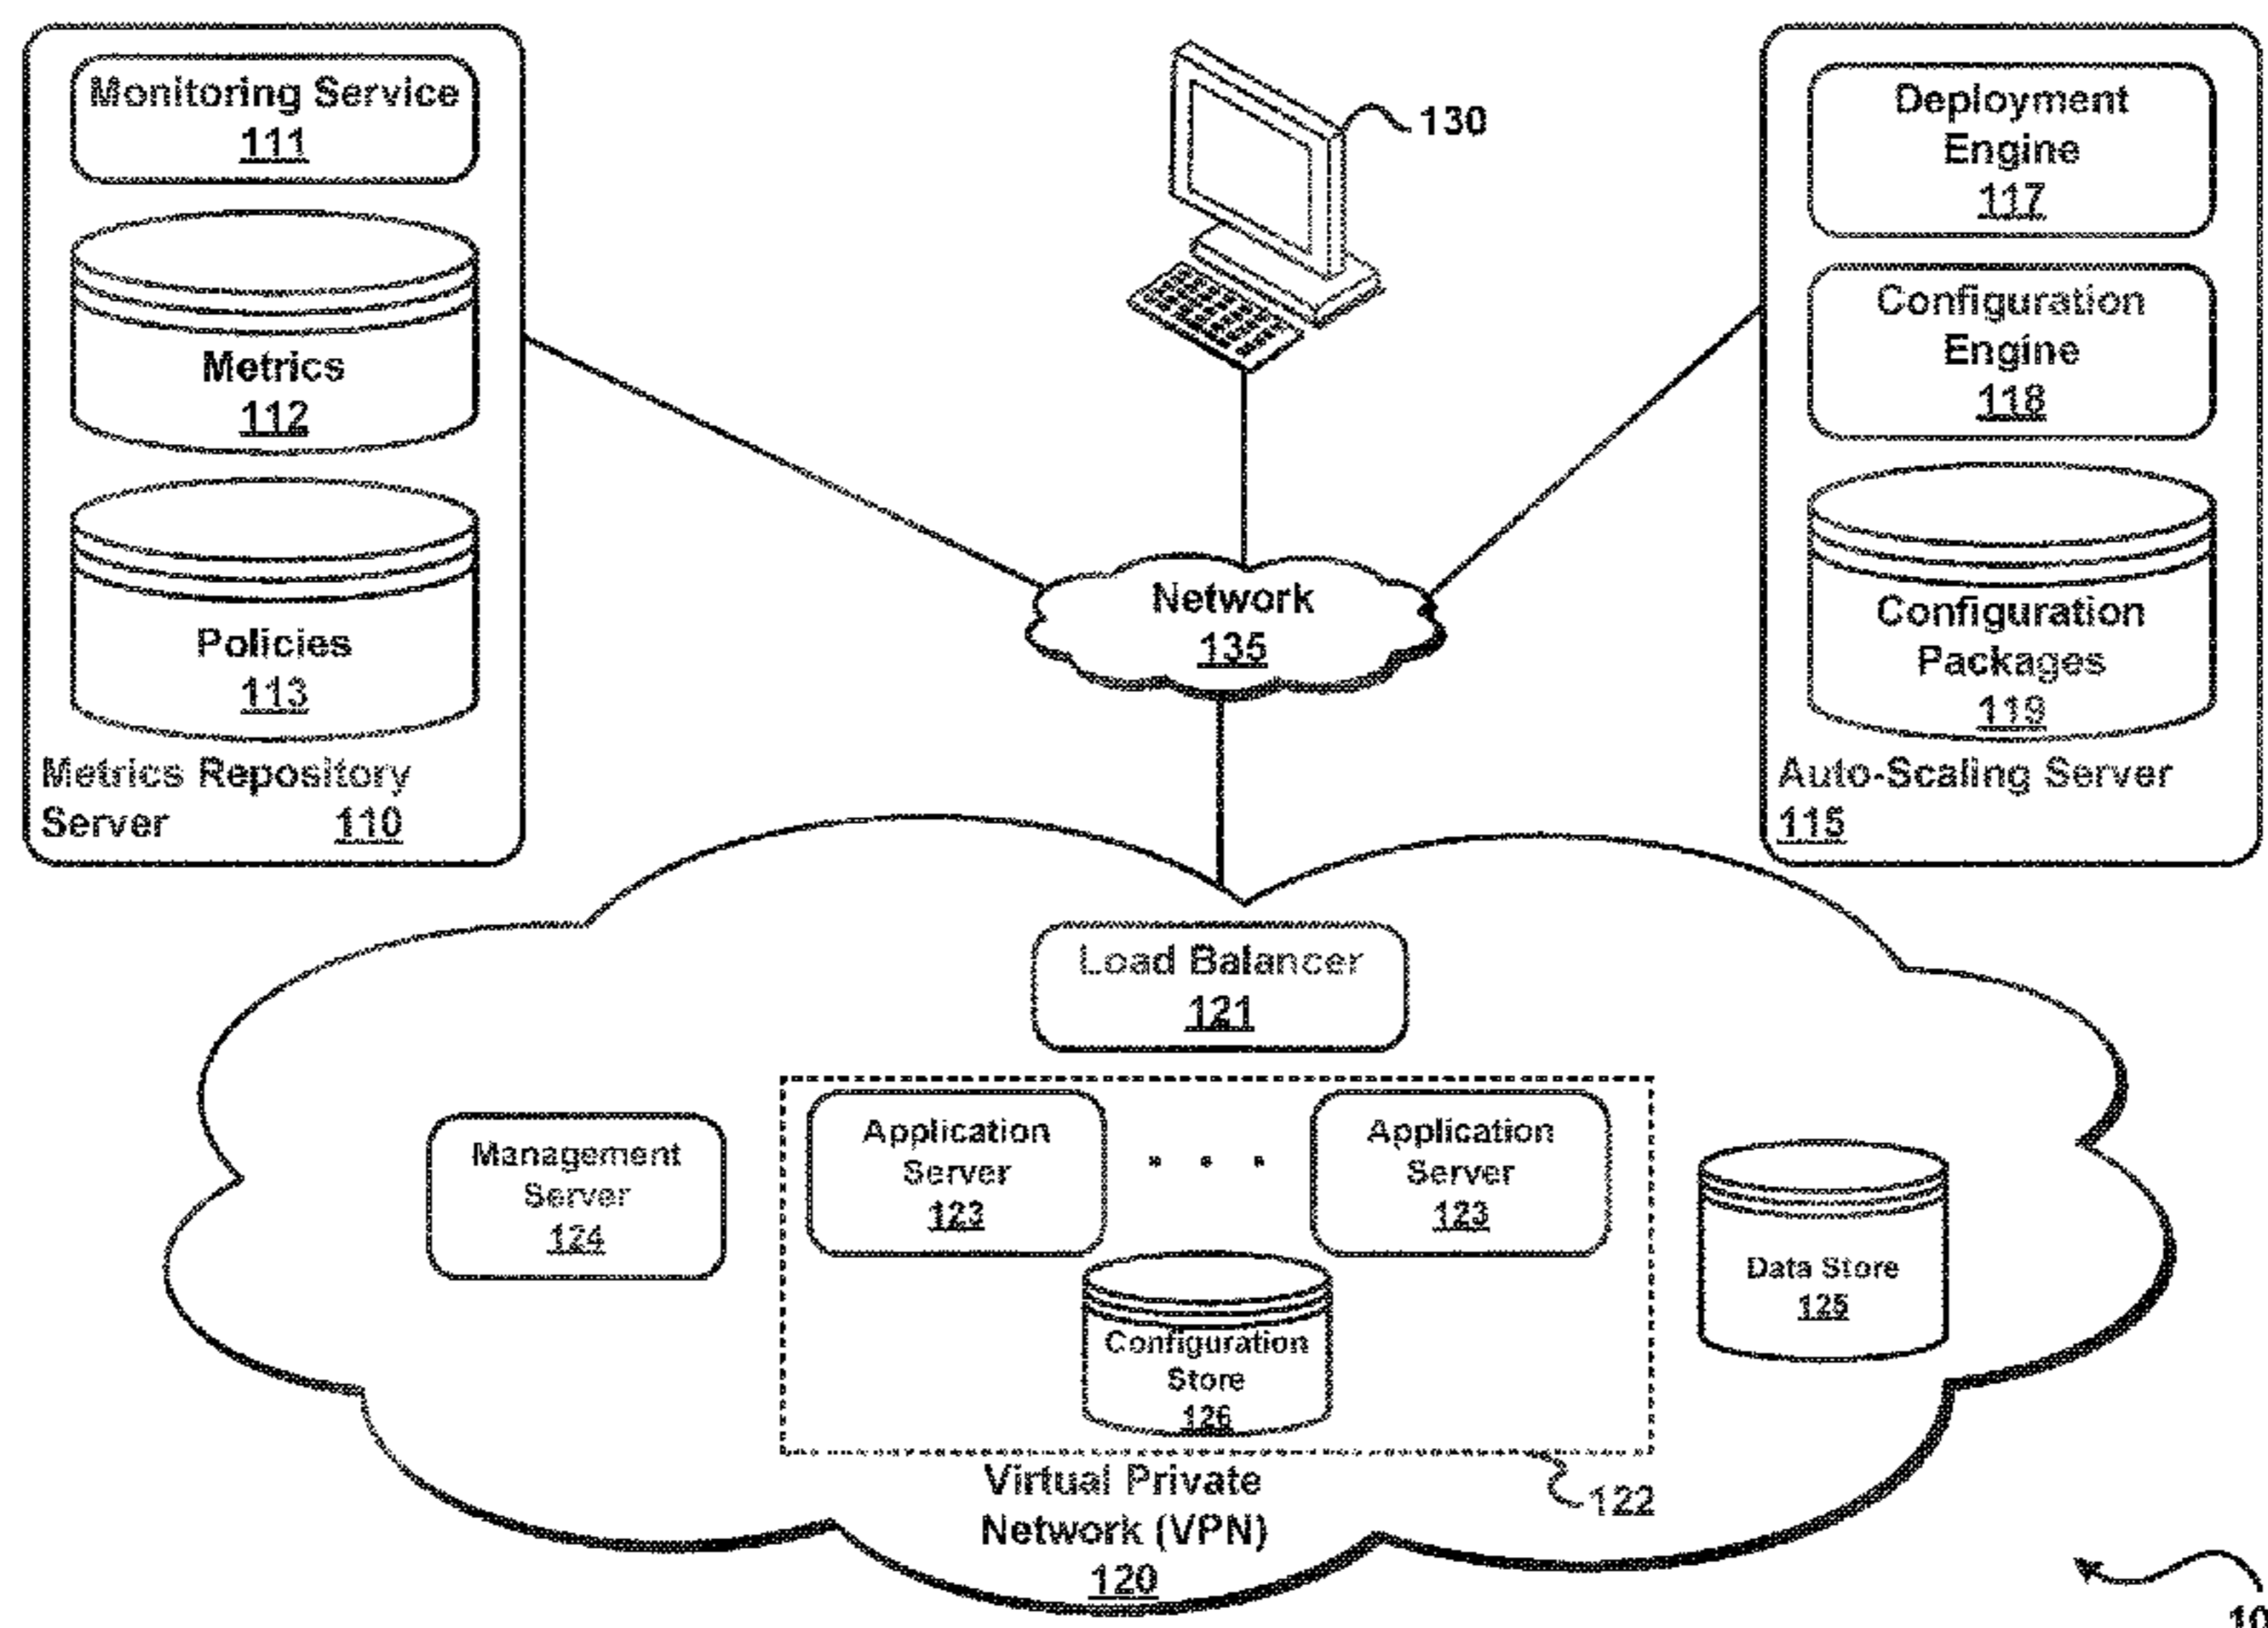 Monitoring Service
111
Metrics
112
Policies
113
Metrics Repository
Server 110
130
Network
135
Deployment
Engine
117
Configuration
Engine
118
Configuration
Packages
119
Auto-Scaling Server
115
Load Balancer
121
Management
Server
124
Application
Server
123
Application
Server
123
Configuration
Store
126
Data Store
125
122
Virtual Private
Network (VPN)
120